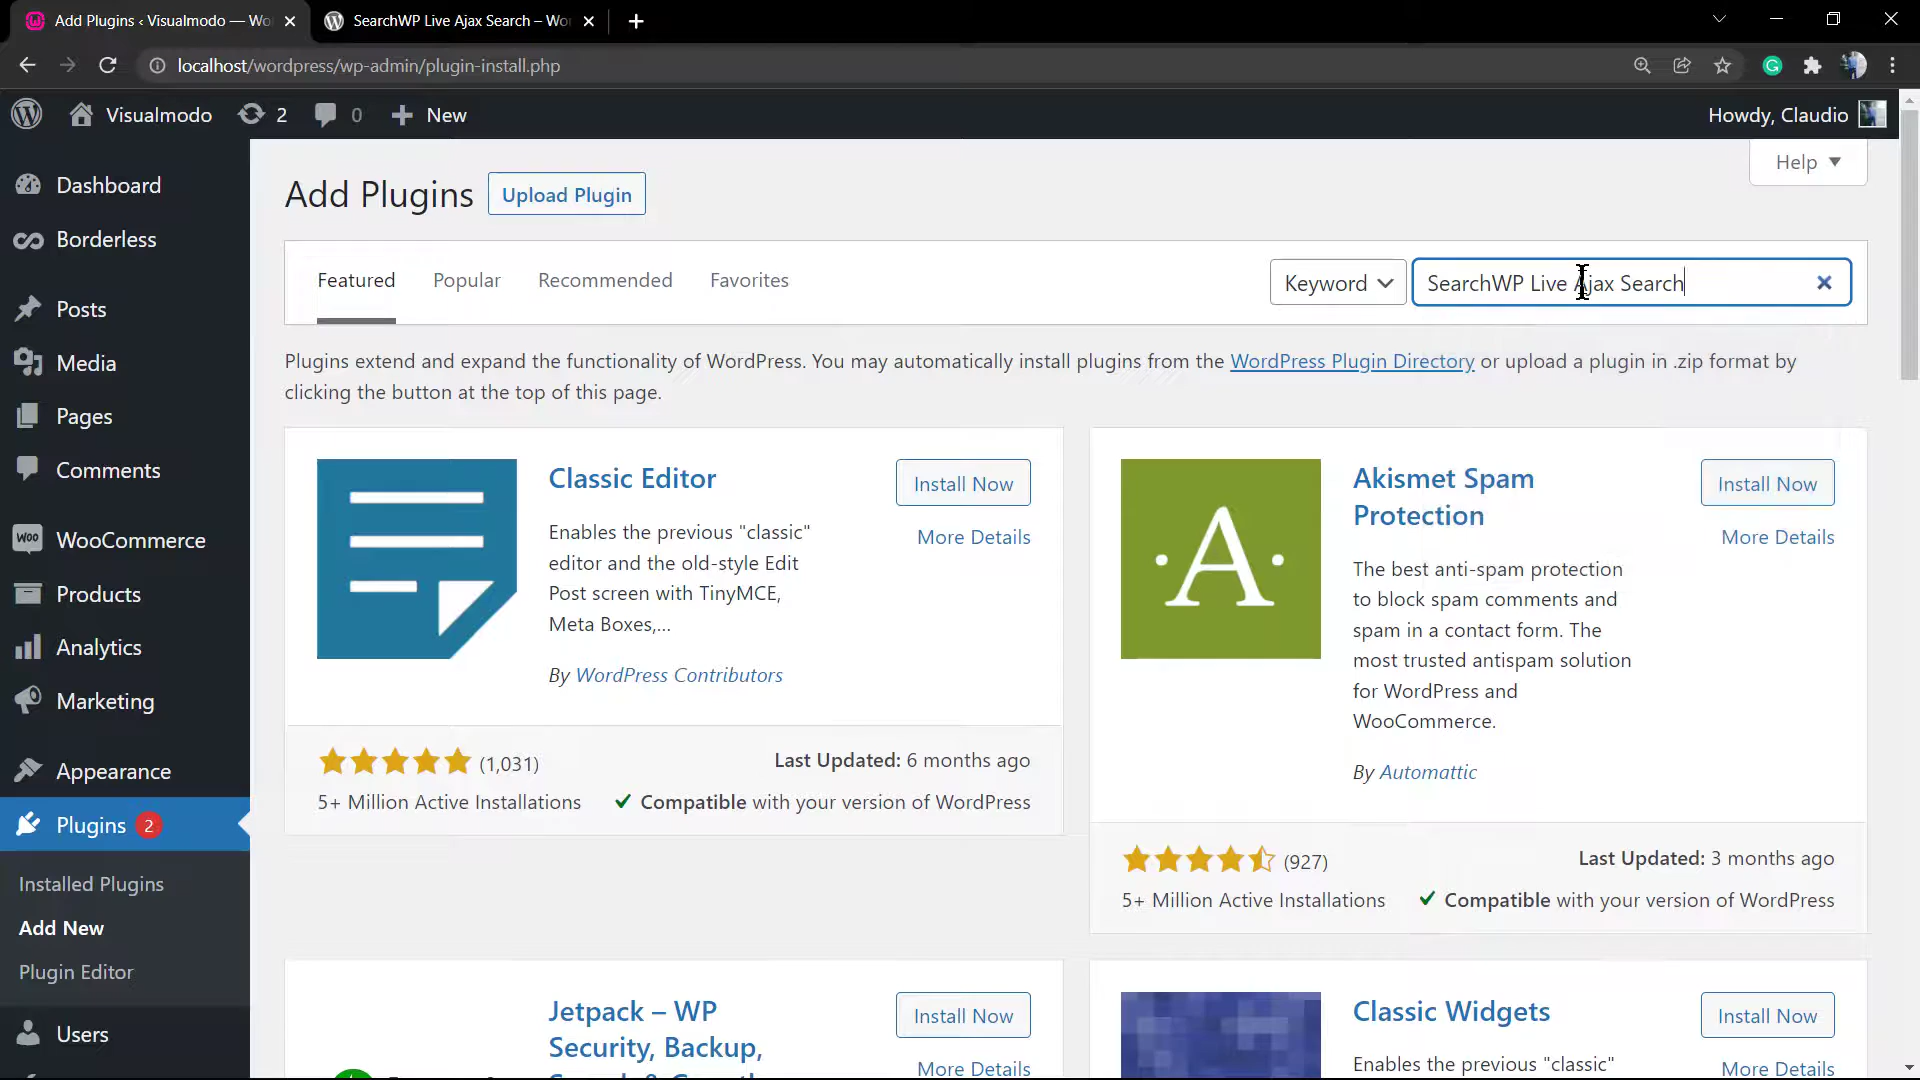 Add Plugins ‹ Visualmodo — Wo
SearchWP Live Ajax Search – Wo
localhost/wordpress/wp-admin/plugin-install.php
Visualmodo
2
0
New
Howdy, Claudio
Help
Dashboard
Borderless
Posts
Media
Pages
Comments
WooCommerce
Products
Analytics
Marketing
Appearance
Plugins 2
Installed Plugins
Add New
Plugin Editor
Users
Add Plugins
Upload Plugin
Featured
Popular
Recommended
Favorites
Keyword
SearchWP Live Ajax Search
Plugins extend and expand the functionality of WordPress. You may automatically install plugins from the WordPress Plugin Directory or upload a plugin in .zip format by
clicking the button at the top of this page.
Classic Editor
Install Now
More Details
Enables the previous "classic"
editor and the old-style Edit
Post screen with TinyMCE,
Meta Boxes,...
By WordPress Contributors
(1,031)
Last Updated: 6 months ago
5+ Million Active Installations
Compatible with your version of WordPress
A
Akismet Spam
Protection
Install Now
More Details
The best anti-spam protection
to block spam comments and
spam in a contact form. The
most trusted antispam solution
for WordPress and
WooCommerce.
By Automattic
(927)
Last Updated: 3 months ago
5+ Million Active Installations
Compatible with your version of WordPress
Jetpack – WP
Security, Backup,
Install Now
More Details
Classic Widgets
Install Now
More Details
Enables the previous "classic"